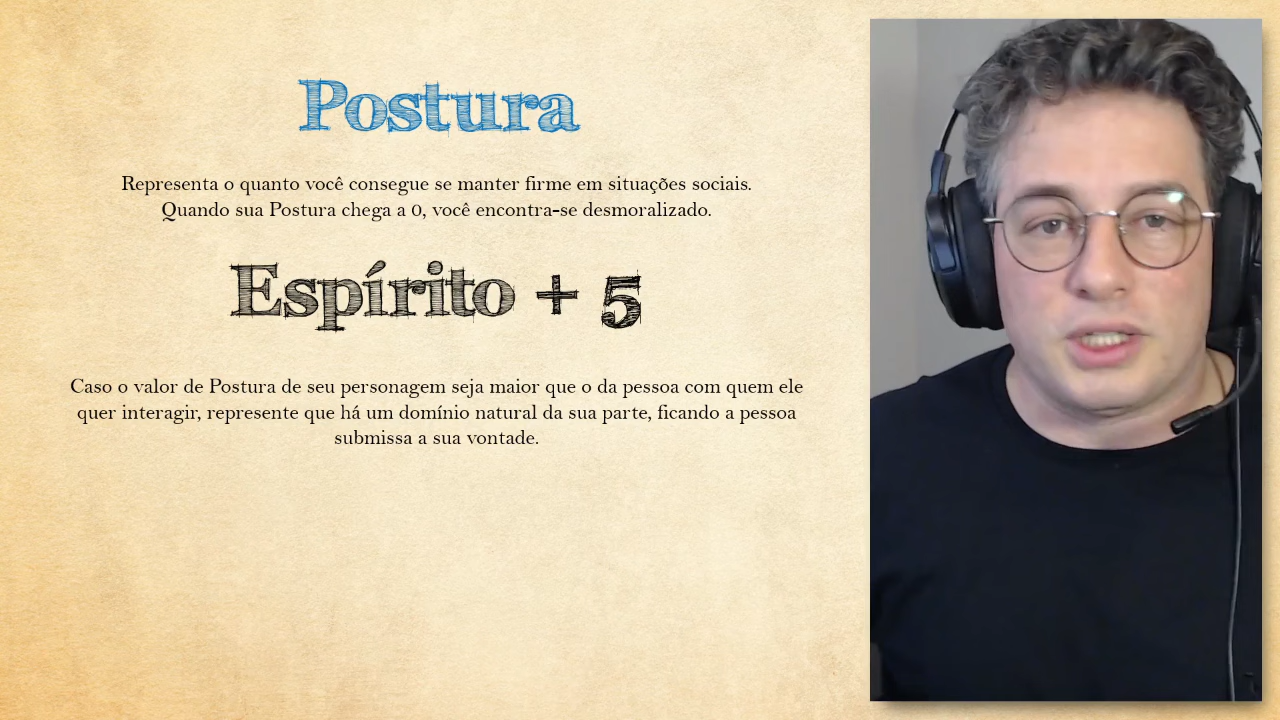 Postura
Representa o quanto você consegue se manter firme em situações sociais.
Quando sua Postura chega a 0, você encontra-se desmoralizado.
Espírito + 5
Caso o valor de Postura de seu personagem seja maior que o da pessoa com quem ele
quer interagir, represente que há um domínio natural da sua parte, ficando a pessoa
submissa a sua vontade.